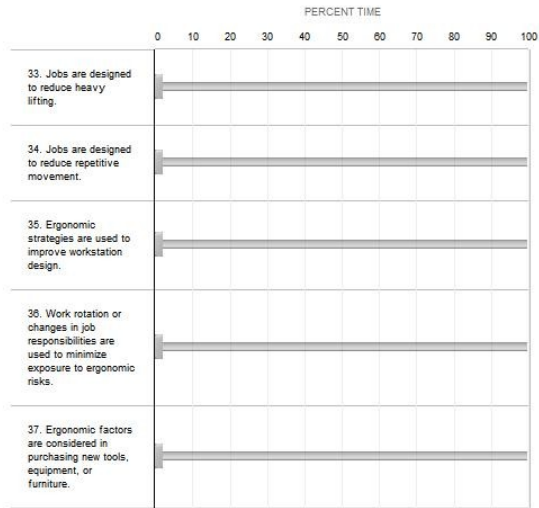 PERCENT TIME
0 10 20 30 40 50 60 70 80 90 100
33. Jobs are designed
to reduce heavy
lifting.
34. Jobs are designed
to reduce repetitive
movement.
35. Ergonomic
strategies are used to
improve workstation
design.
36. Work rotation or
changes in job
responsibilities are
used to minimize
exposure to ergonomic
risks.
37. Ergonomic factors
are considered in
purchasing new tools,
equipment, or
furniture.